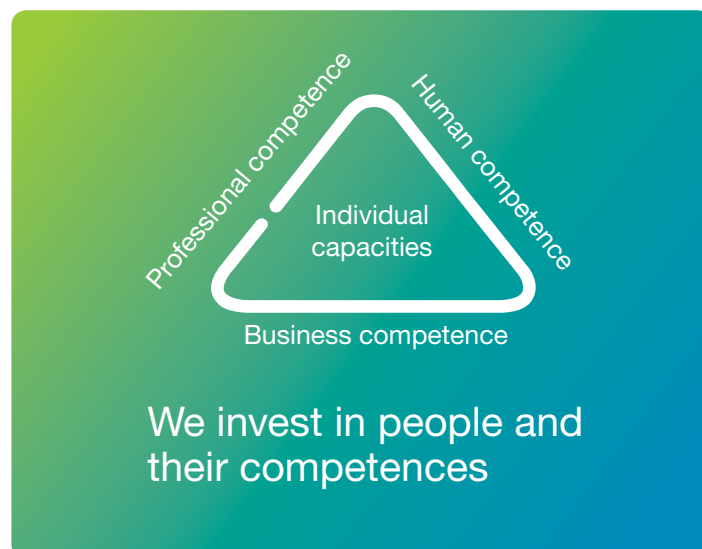 Professional competence
Human competence
Individual
capacities
Business competence
We invest in people and
their competences